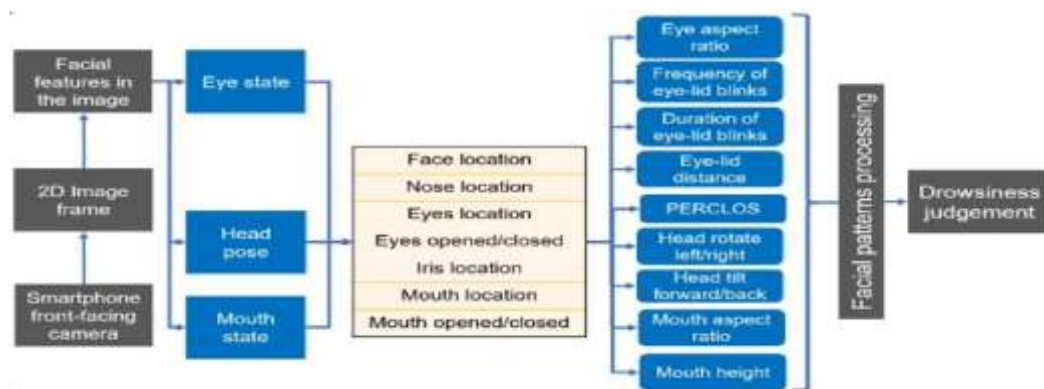 Facial
features in
the image
2D Image
frame
Smartphone
front-facing
camera
Eye state
Head
pose
Mouth
state
Face location
Nose location
Eyes location
Eyes opened/closed
Iris location
Mouth location
Mouth opened/closed
Eye aspect
ratio
Frequency of
eye-lid blinks
Duration of
eye-lid blinks
Eye-lid
distance
PERCLOS
Head rotate
left/right
Head tilt
forward/back
Mouth aspect
ratio
Mouth height
Facial patterns processing
Drowsiness
judgement